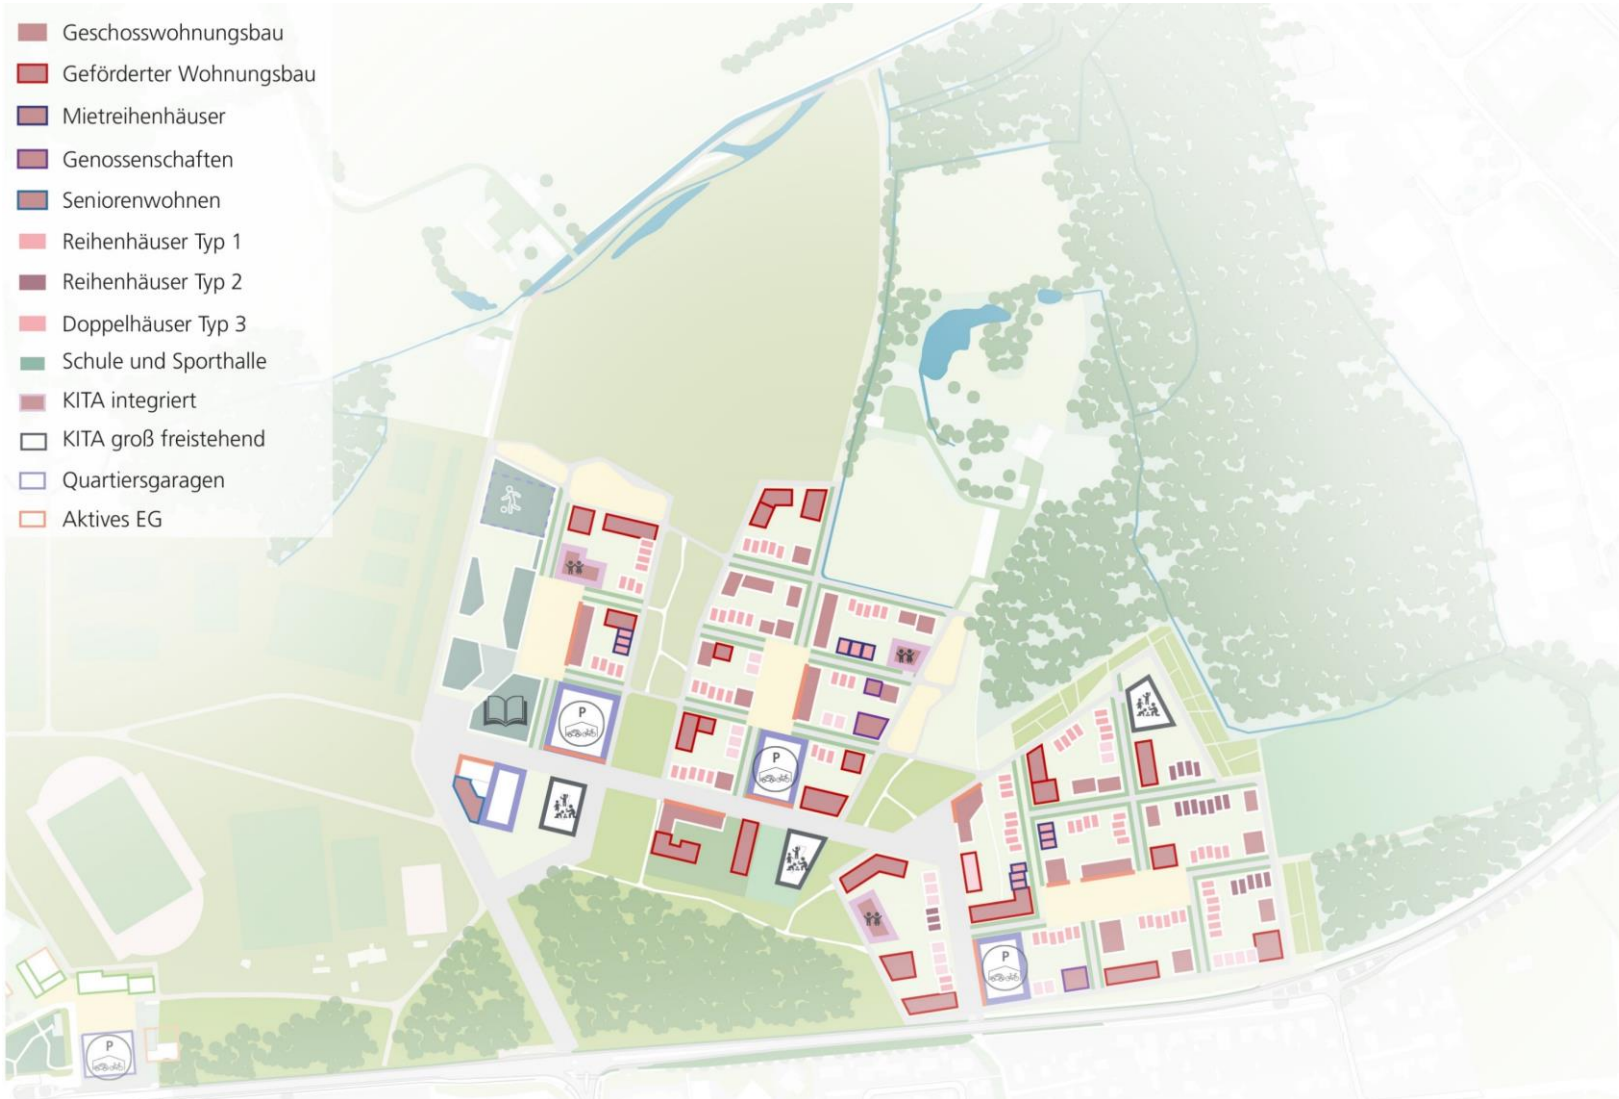 Geschosswohnungsbau
Geförderter Wohnungsbau
Mietreihenhäuser
Genossenschaften
Seniorenwohnen
Reihenhäuser Typ 1
Reihenhäuser Typ 2
Doppelhäuser Typ 3
Schule und Sporthalle
KITA integriert
KITA groß freistehend
Quartiersgaragen
Aktives EG
P
P
P
P